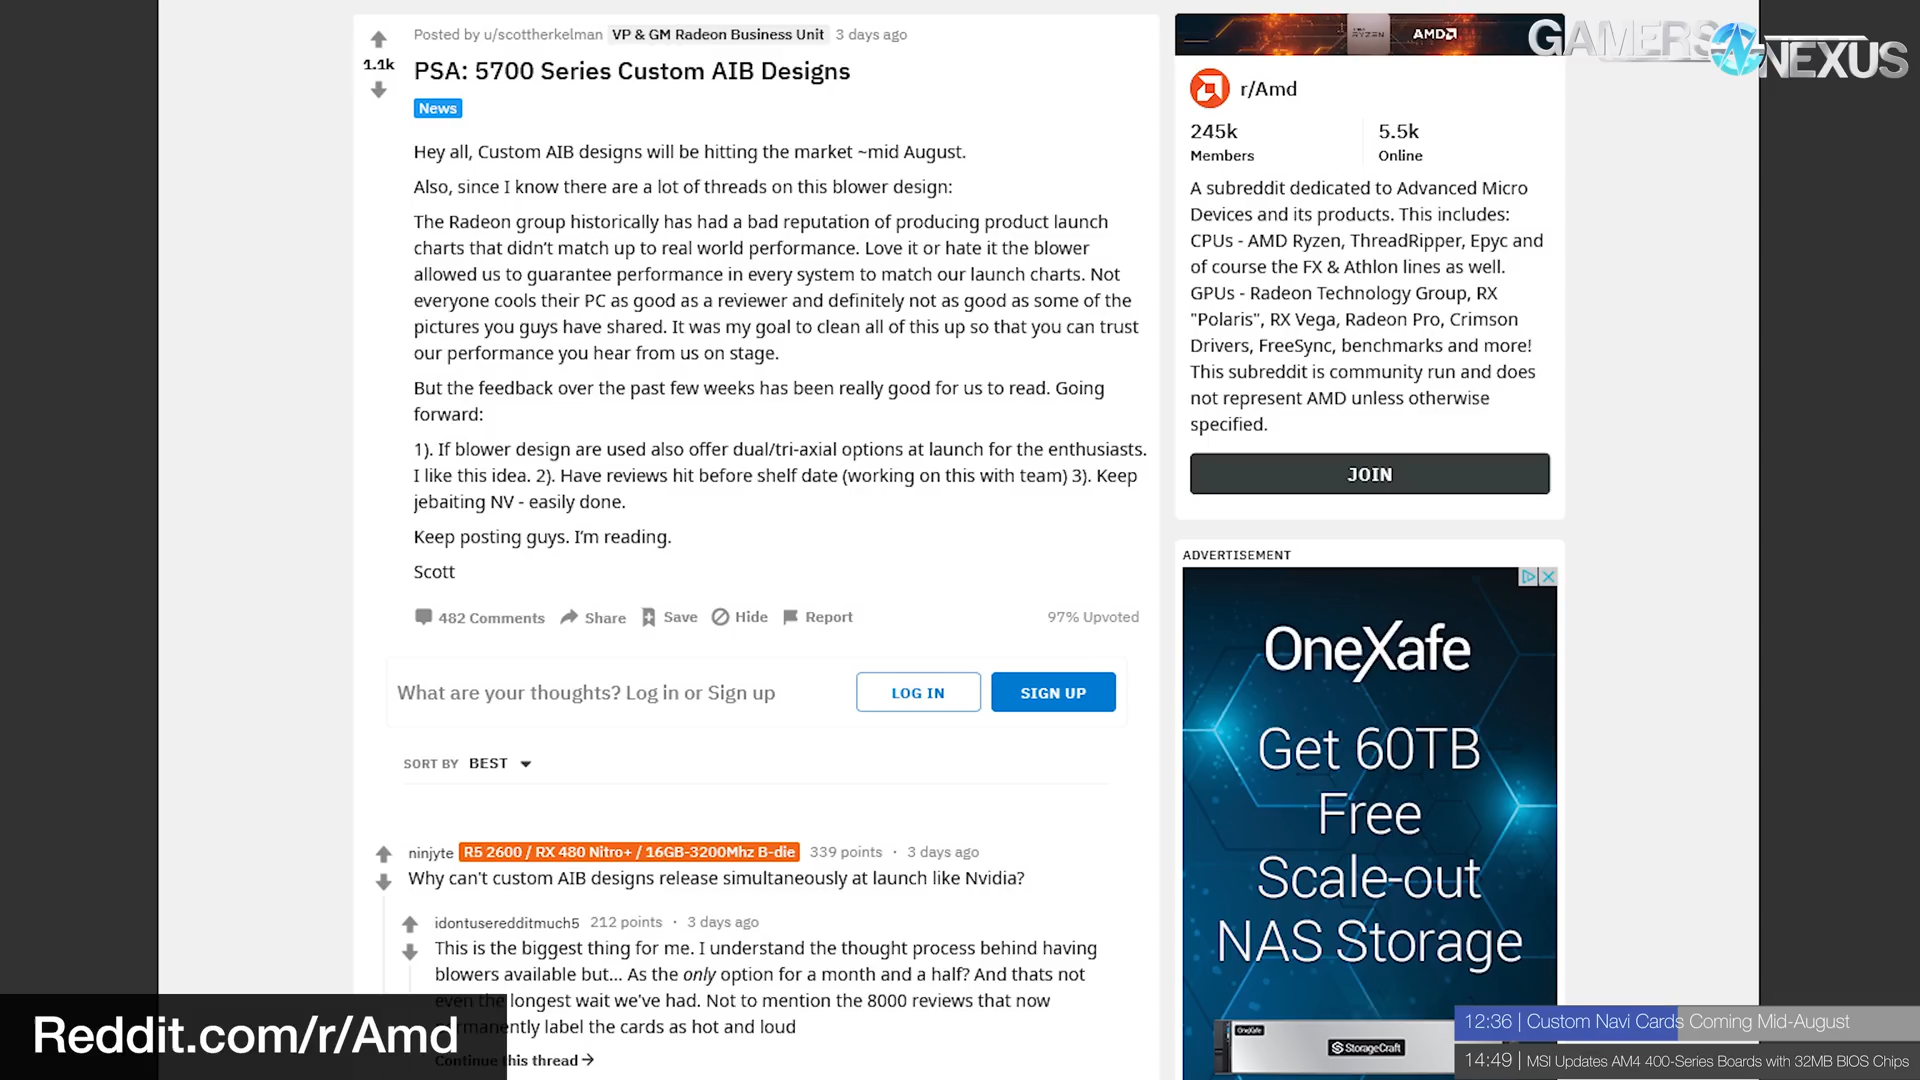 Posted by u/scottherkelman VP & GM Radeon Business Unit 3 days ago
1.1k
PSA: 5700 Series Custom AIB Designs
News
Hey all, Custom AIB designs will be hitting the market ~mid August.
Also, since I know there are a lot of threads on this blower design:
The Radeon group historically has had a bad reputation of producing product launch
charts that didn't match up to real world performance. Love it or hate it the blower
allowed us to guarantee performance in every system to match our launch charts. Not
everyone cools their PC as good as a reviewer and definitely not as good as some of the
pictures you guys have shared. It was my goal to clean all of this up so that you can trust
our performance you hear from us on stage.
But the feedback over the past few weeks has been really good for us to read. Going
forward:
1). If blower design are used also offer dual/tri-axial options at launch for the enthusiasts.
I like this idea. 2). Have reviews hit before shelf date (working on this with team) 3). Keep
jebaiting NV - easily done.
Keep posting guys. I'm reading.
Scott
482 Comments Share Save Hide Report 97% Upvoted
What are your thoughts? Log in or Sign up LOG IN SIGN UP
SORT BY BEST
ninjyte R5 2600 / RX 480 Nitro+ / 16GB-3200Mhz B-die 339 points · 3 days ago
Why can't custom AIB designs release simultaneously at launch like Nvidia?
idontuseredditmuch5 212 points · 3 days ago
This is the biggest thing for me. I understand the thought process behind having
blowers available but... As the only option for a month and a half? And thats not
even the longest wait we've had. Not to mention the 8000 reviews that now
permanently label the cards as hot and loud
Continue this thread →
Reddit.com/r/Amd
RYZEN AMD
GAMERS NEXUS
r/Amd
245k 5.5k
Members Online
A subreddit dedicated to Advanced Micro
Devices and its products. This includes:
CPUs - AMD Ryzen, ThreadRipper, Epyc and
of course the FX & Athlon lines as well.
GPUs - Radeon Technology Group, RX
"Polaris", RX Vega, Radeon Pro, Crimson
Drivers, FreeSync, benchmarks and more!
This subreddit is community run and does
not represent AMD unless otherwise
specified.
JOIN
ADVERTISEMENT
OneXafe
Get 60TB
Free
Scale-out
NAS Storage
OneXafe
StorageCraft
12:36 | Custom Navi Cards Coming Mid-August
14:49 | MSI Updates AM4 400-Series Boards with 32MB BIOS Chips